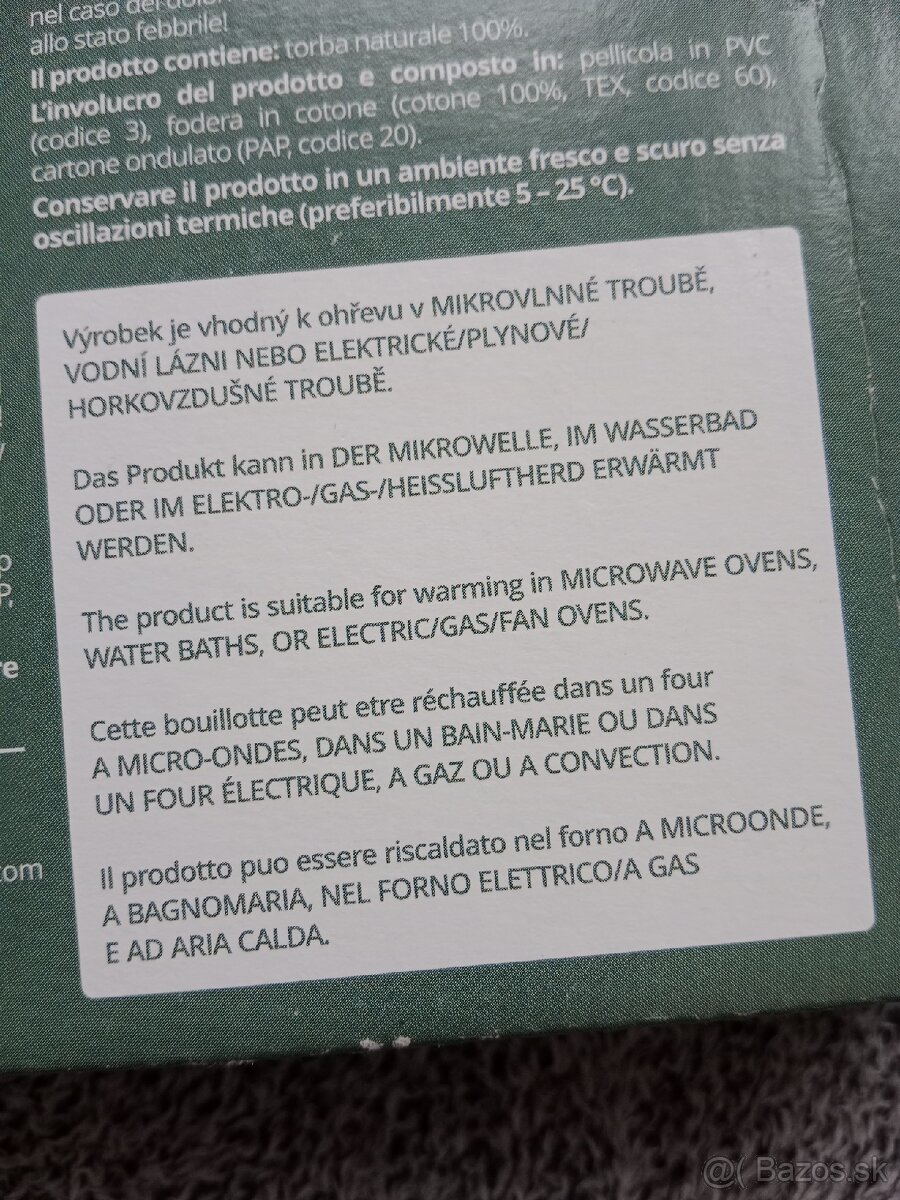 nel caso dei
allo stato febbrile!
Il prodotto contiene: torba naturale 100%.
L'involucro del prodotto e composto in: pellicola in PVC
(codice 3), fodera in cotone (cotone 100%, TEX, codice 60),
cartone ondulato (PAP, codice 20).
Conservare il prodotto in un ambiente fresco e scuro senza
oscillazioni termiche (preferibilmente 5 – 25 °C).
Výrobek je vhodný k ohřevu v MIKROVLNNÉ TROUBĚ,
VODNÍ LÁZNI NEBO ELEKTRICKÉ/PLYNOVÉ/
HORKOVZDUŠNÉ TROUBĚ.
Das Produkt kann in DER MIKROWELLE, IM WASSERBAD
ODER IM ELEKTRO-/GAS-/HEISSLUFTHERD ERWÄRMT
WERDEN.
The product is suitable for warming in MICROWAVE OVENS,
WATER BATHS, OR ELECTRIC/GAS/FAN OVENS.
Cette bouillotte peut etre réchauffée dans un four
A MICRO-ONDES, DANS UN BAIN-MARIE OU DANS
UN FOUR ÉLECTRIQUE, A GAZ OU A CONVECTION.
Il prodotto puo essere riscaldato nel forno A MICROONDE,
A BAGNOMARIA, NEL FORNO ELETTRICO/A GAS
E AD ARIA CALDA.
com
@( Bazos.sk